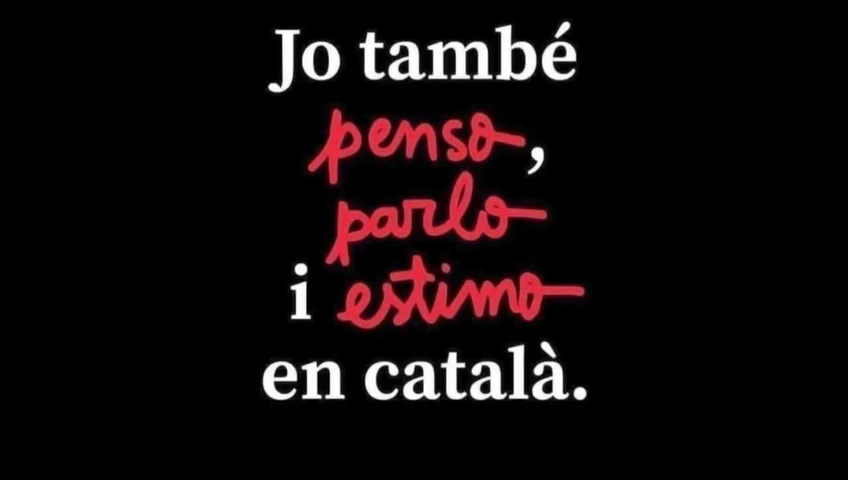 Jo també
penso,
parlo
i estimo
en català.